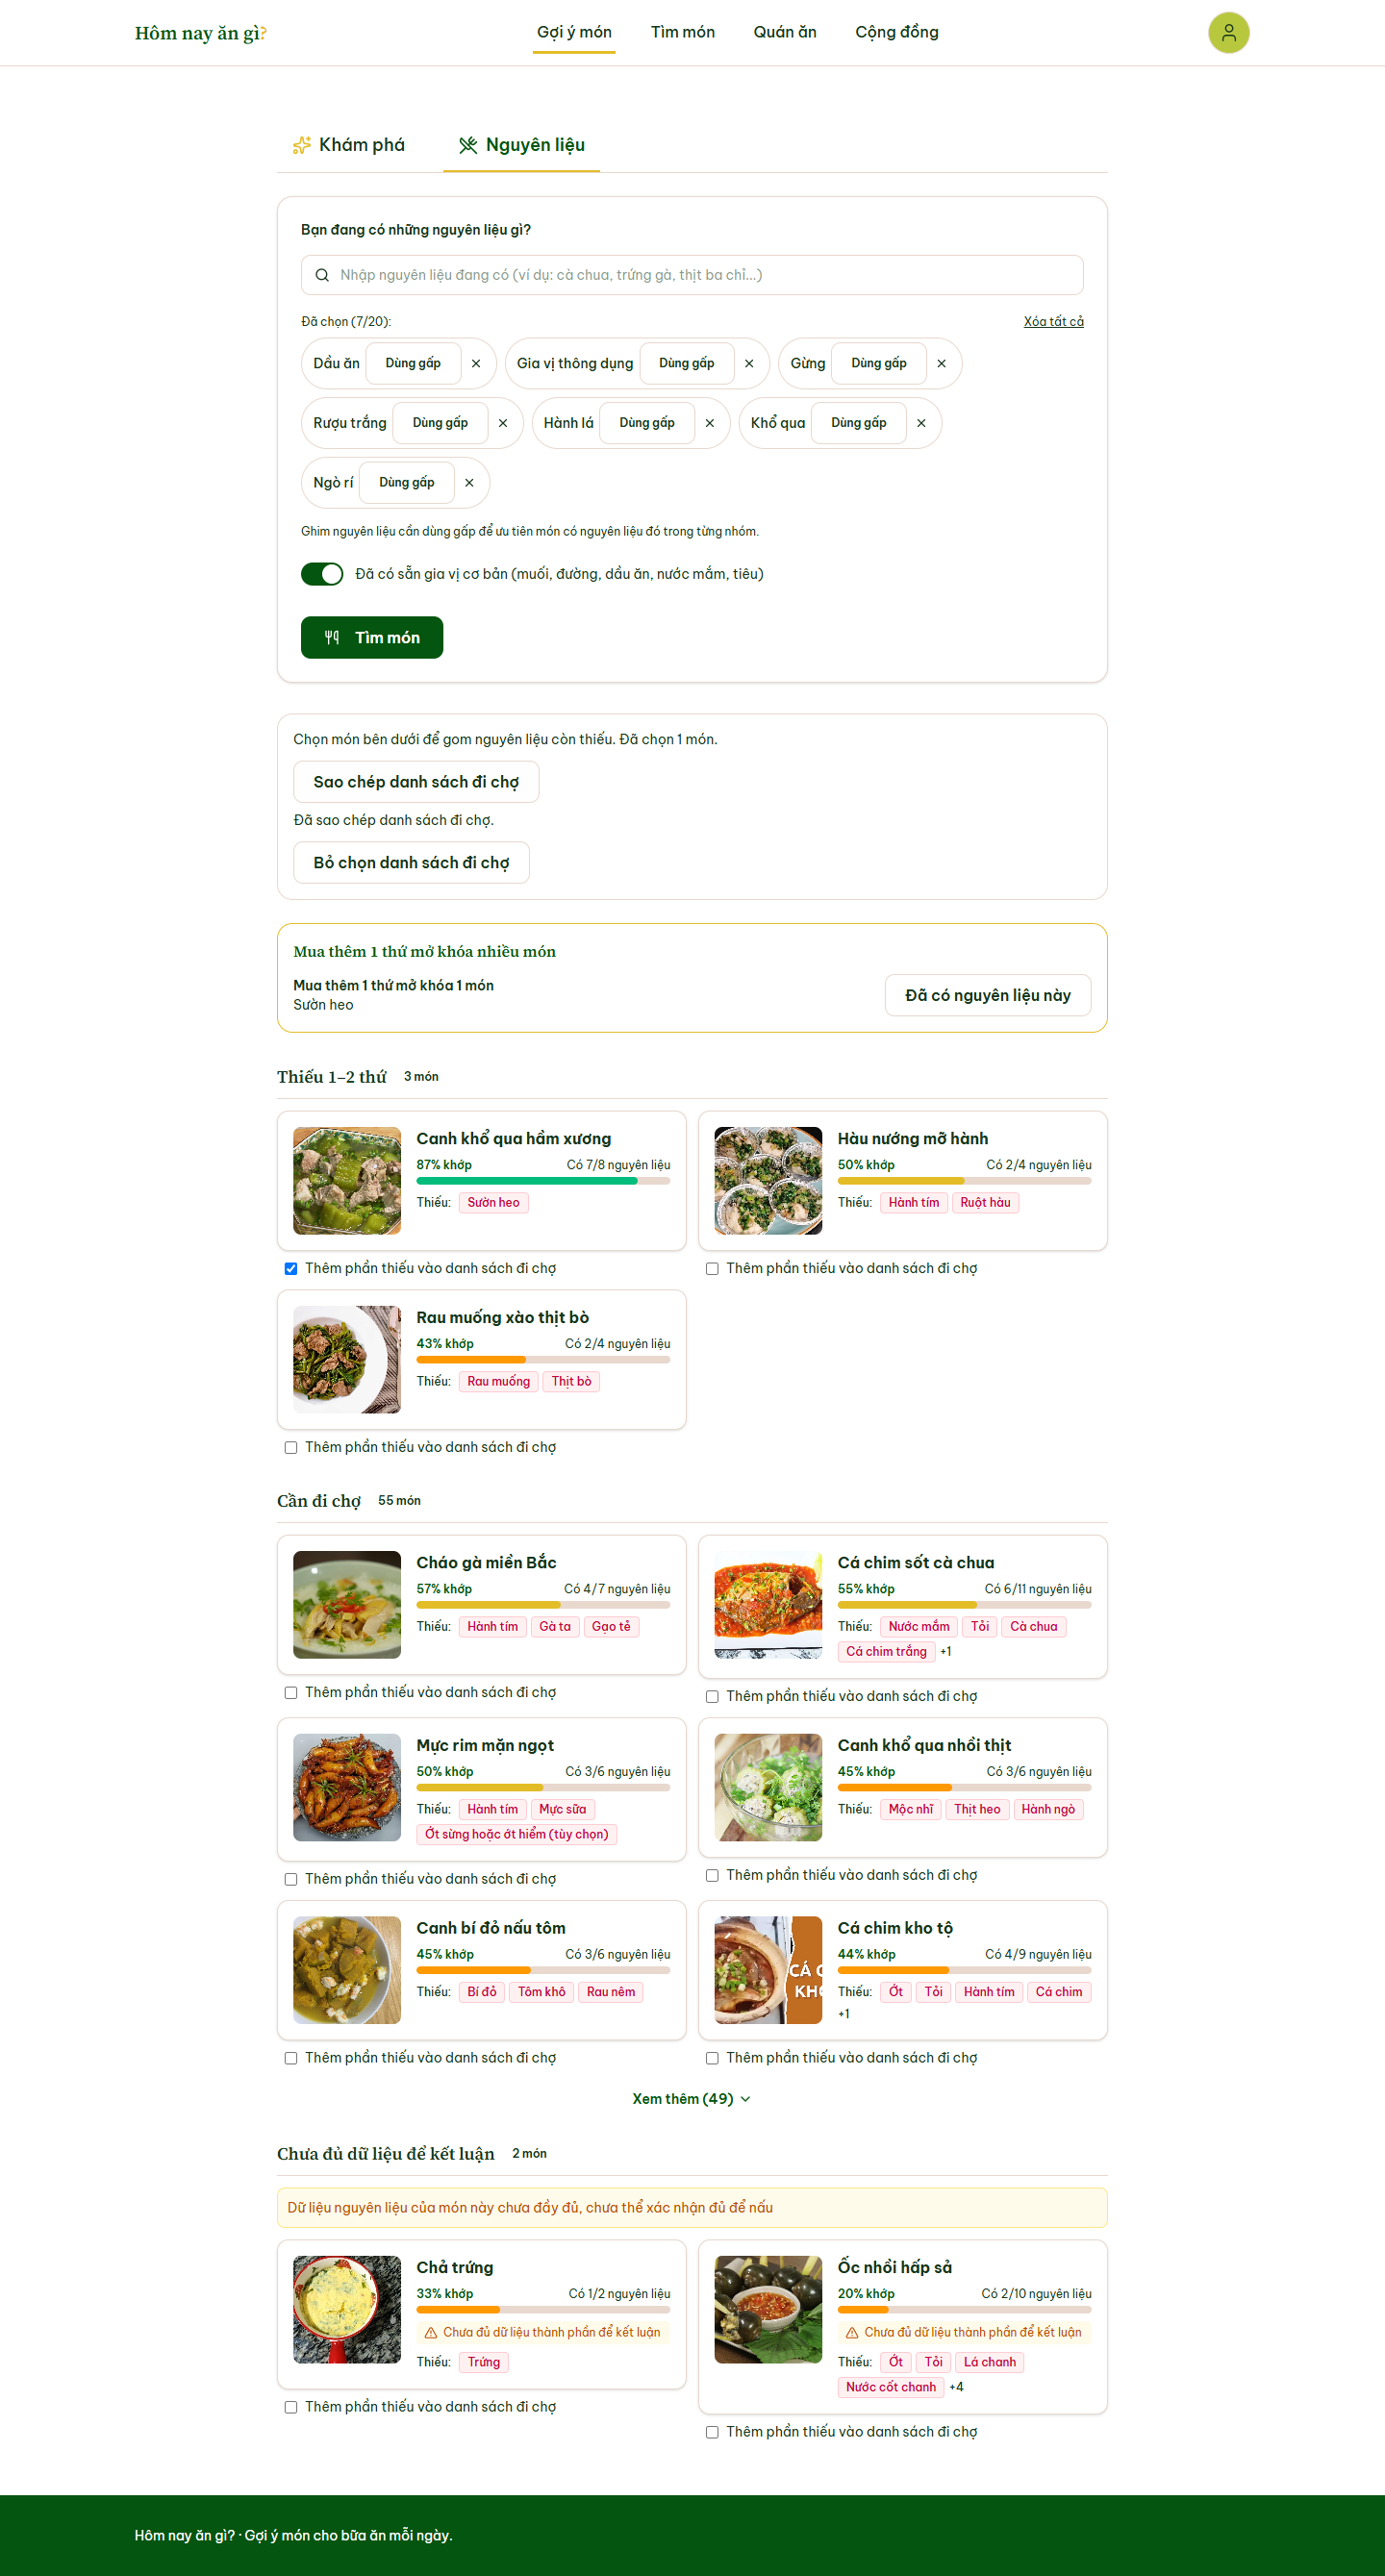 Hôm nay ăn gì?
Gợi ý món
Tìm món
Quán ăn
Cộng đồng
Khám phá
Nguyên liệu
Bạn đang có những nguyên liệu gì?
Nhập nguyên liệu đang có (ví dụ: cà chua, trứng gà, thịt ba chỉ...)
Đã chọn (7/20):
Xóa tất cả
Dầu ăn Dùng gấp ×
Gia vị thông dụng Dùng gấp ×
Gừng Dùng gấp ×
Rượu trắng Dùng gấp ×
Hành lá Dùng gấp ×
Khổ qua Dùng gấp ×
Ngò rí Dùng gấp ×
Ghim nguyên liệu cần dùng gấp để ưu tiên món có nguyên liệu đó trong từng nhóm.
Đã có sẵn gia vị cơ bản (muối, đường, dầu ăn, nước mắm, tiêu)
Tìm món
Chọn món bên dưới để gom nguyên liệu còn thiếu. Đã chọn 1 món.
Sao chép danh sách đi chợ
Đã sao chép danh sách đi chợ.
Bỏ chọn danh sách đi chợ
Mua thêm 1 thứ mở khóa nhiều món
Mua thêm 1 thứ mở khóa 1 món
Sườn heo
Đã có nguyên liệu này
Thiếu 1–2 thứ 3 món
Canh khổ qua hầm xương
87% khớp Có 7/8 nguyên liệu
Thiếu: Sườn heo
Thêm phần thiếu vào danh sách đi chợ
Hàu nướng mỡ hành
50% khớp Có 2/4 nguyên liệu
Thiếu: Hành tím Ruột hàu
Thêm phần thiếu vào danh sách đi chợ
Rau muống xào thịt bò
43% khớp Có 2/4 nguyên liệu
Thiếu: Rau muống Thịt bò
Thêm phần thiếu vào danh sách đi chợ
Cần đi chợ 55 món
Cháo gà miền Bắc
57% khớp Có 4/7 nguyên liệu
Thiếu: Hành tím Gà ta Gạo tẻ
Thêm phần thiếu vào danh sách đi chợ
Cá chim sốt cà chua
55% khớp Có 6/11 nguyên liệu
Thiếu: Nước mắm Tỏi Cà chua
Cá chim trắng +1
Thêm phần thiếu vào danh sách đi chợ
Mực rim mặn ngọt
50% khớp Có 3/6 nguyên liệu
Thiếu: Hành tím Mực sữa
Ớt sừng hoặc ớt hiểm (tùy chọn)
Thêm phần thiếu vào danh sách đi chợ
Canh khổ qua nhồi thịt
45% khớp Có 3/6 nguyên liệu
Thiếu: Mộc nhĩ Thịt heo Hành ngò
Thêm phần thiếu vào danh sách đi chợ
Canh bí đỏ nấu tôm
45% khớp Có 3/6 nguyên liệu
Thiếu: Bí đỏ Tôm khô Rau nêm
Thêm phần thiếu vào danh sách đi chợ
CÁ C
KHO
Cá chim kho tộ
44% khớp Có 4/9 nguyên liệu
Thiếu: Ớt Tỏi Hành tím Cá chim
+1
Thêm phần thiếu vào danh sách đi chợ
Xem thêm (49)
Chưa đủ dữ liệu để kết luận 2 món
Dữ liệu nguyên liệu của món này chưa đầy đủ, chưa thể xác nhận đủ để nấu
Chả trứng
33% khớp Có 1/2 nguyên liệu
Chưa đủ dữ liệu thành phần để kết luận
Thiếu: Trứng
Thêm phần thiếu vào danh sách đi chợ
Ốc nhồi hấp sả
20% khớp Có 2/10 nguyên liệu
Chưa đủ dữ liệu thành phần để kết luận
Thiếu: Ớt Tỏi Lá chanh
Nước cốt chanh +4
Thêm phần thiếu vào danh sách đi chợ
Hôm nay ăn gì? · Gợi ý món cho bữa ăn mỗi ngày.